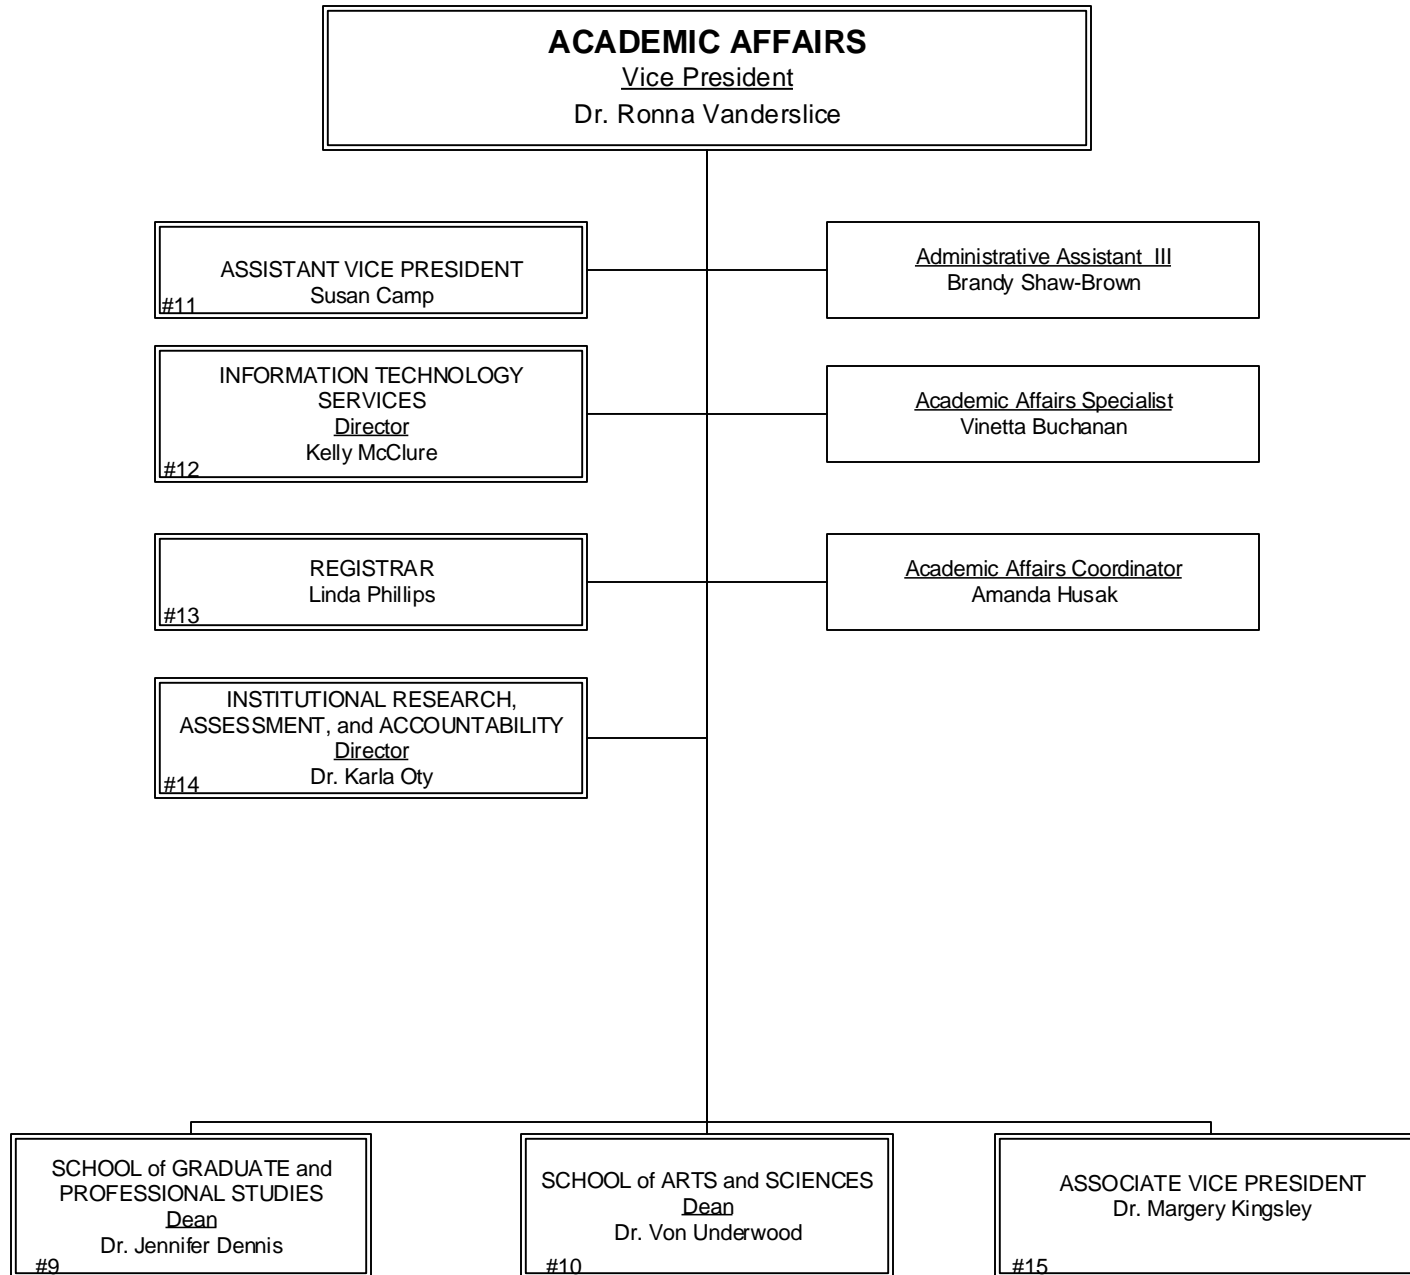 ACADEMIC AFFAIRS
Vice President
Dr. Ronna Vanderslice
ASSISTANT VICE PRESIDENT
Susan Camp
#11
Administrative Assistant III
Brandy Shaw-Brown
INFORMATION TECHNOLOGY
SERVICES
Director
Kelly McClure
#12
Academic Affairs Specialist
Vinetta Buchanan
REGISTRAR
Linda Phillips
#13
Academic Affairs Coordinator
Amanda Husak
INSTITUTIONAL RESEARCH,
ASSESSMENT, and ACCOUNTABILITY
Director
Dr. Karla Oty
#14
SCHOOL of GRADUATE and
PROFESSIONAL STUDIES
Dean
Dr. Jennifer Dennis
#9
SCHOOL of ARTS and SCIENCES
Dean
Dr. Von Underwood
#10
ASSOCIATE VICE PRESIDENT
Dr. Margery Kingsley
#15